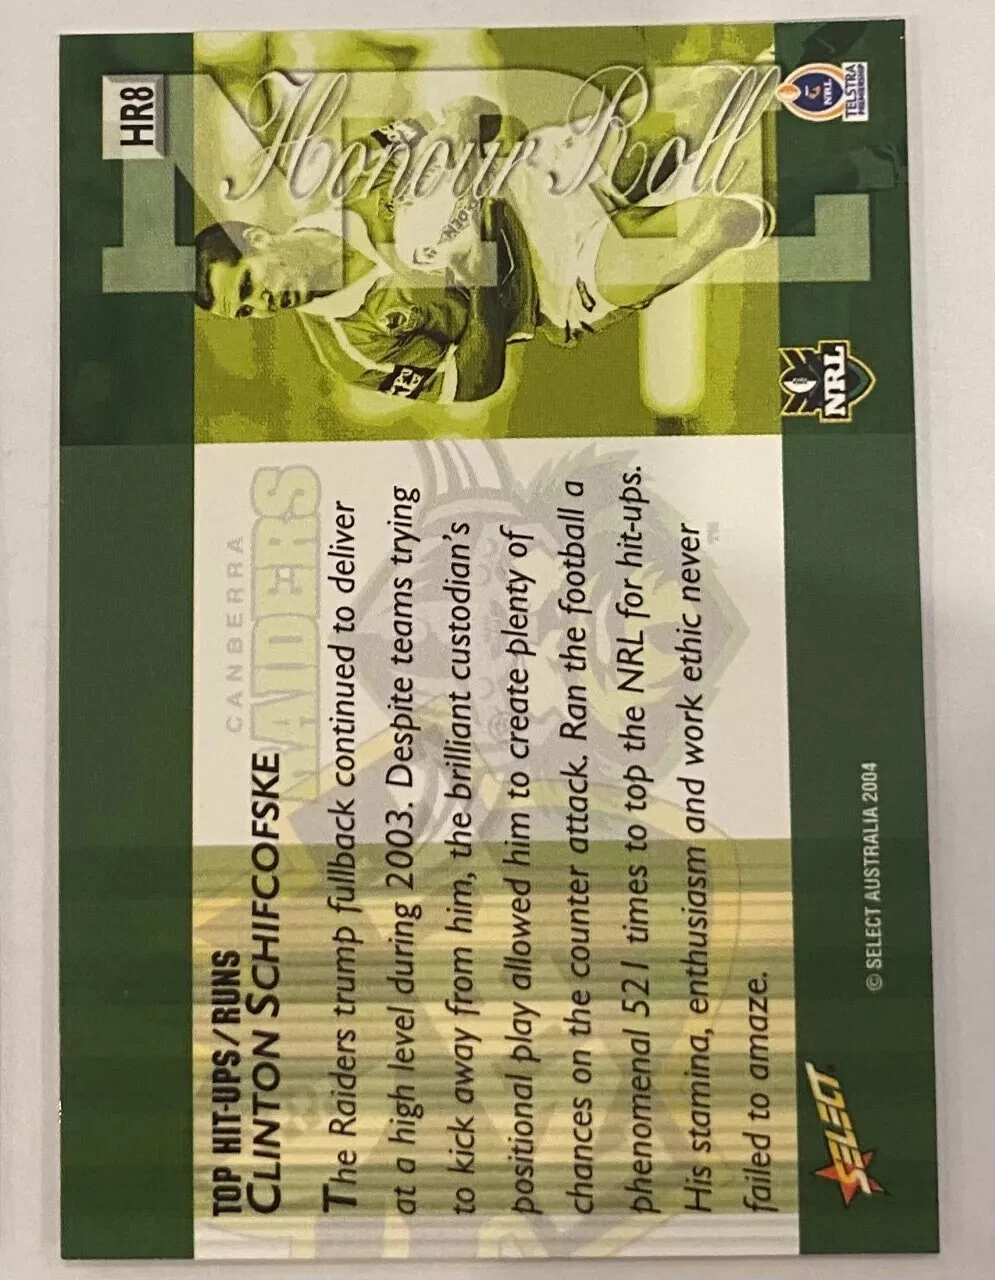 HR8
NRL
Honour Roll
NRL
TELSTRA
PREMIERSHIP
NRL
CANBERRA
RAIDERS
TM
TOP HIT-UPS/RUNS
CLINTON SCHIFCOFSKE
The Raiders trump fullback continued to deliver
at a high level during 2003. Despite teams trying
to kick away from him, the brilliant custodian's
positional play allowed him to create plenty of
chances on the counter attack. Ran the football a
phenomenal 521 times to top the NRL for hit-ups.
His stamina, enthusiasm and work ethic never
failed to amaze.
SELECT
© SELECT AUSTRALIA 2004